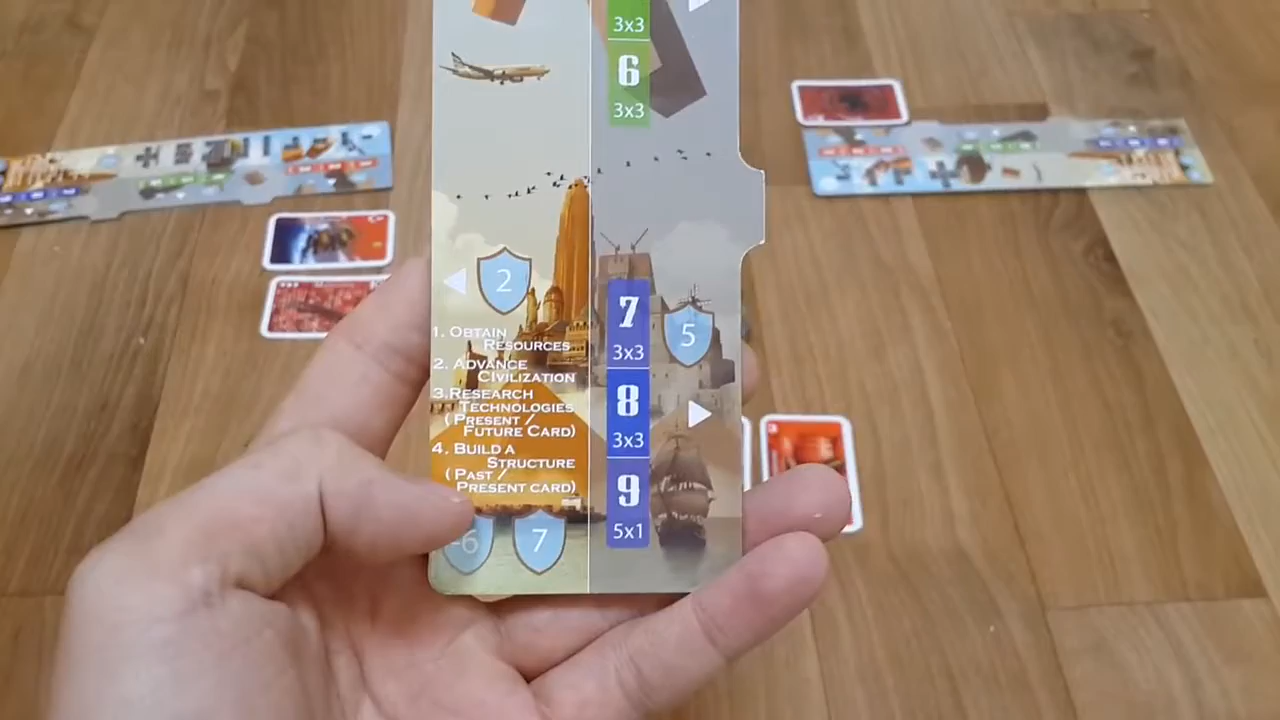 3x3
6
3x3
2
1. OBTAIN
RESOURCES
2. ADVANCE
CIVILIZATION
3.RESEARCH
TECHNOLOGIES
(PRESENT /
FUTURE CARD)
4. BUILD A
STRUCTURE
(PAST /
PRESENT CARD)
-6
7
7
3x3
5
8
3x3
9
5x1
3